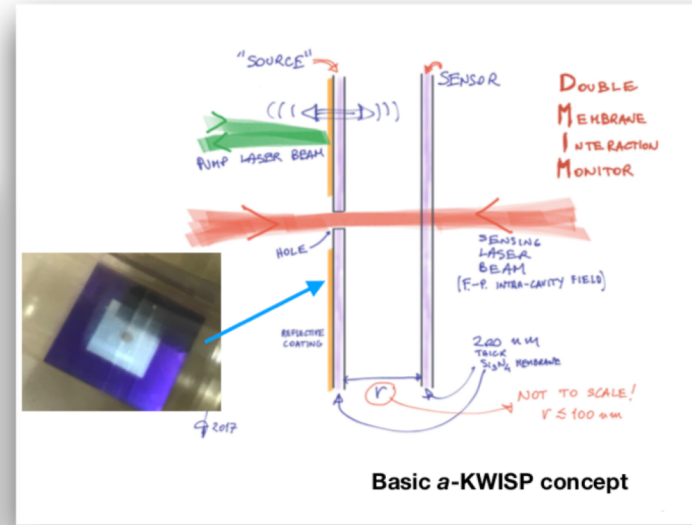 "SOURCE"
SENSOR
DOUBLE
MEMBRANE
INTERACTION
MONITOR
PUMP LASER BEAM
HOLE
SENSING
LASER
BEAM
(F.-P. INTRA-CAVITY FIELD)
REFLECTIVE
COATING
200 nm
THICK
Si3N4 MEMBRANE
r
NOT TO SCALE!
r ≤ 100 nm
2017
Basic a-KWISP concept